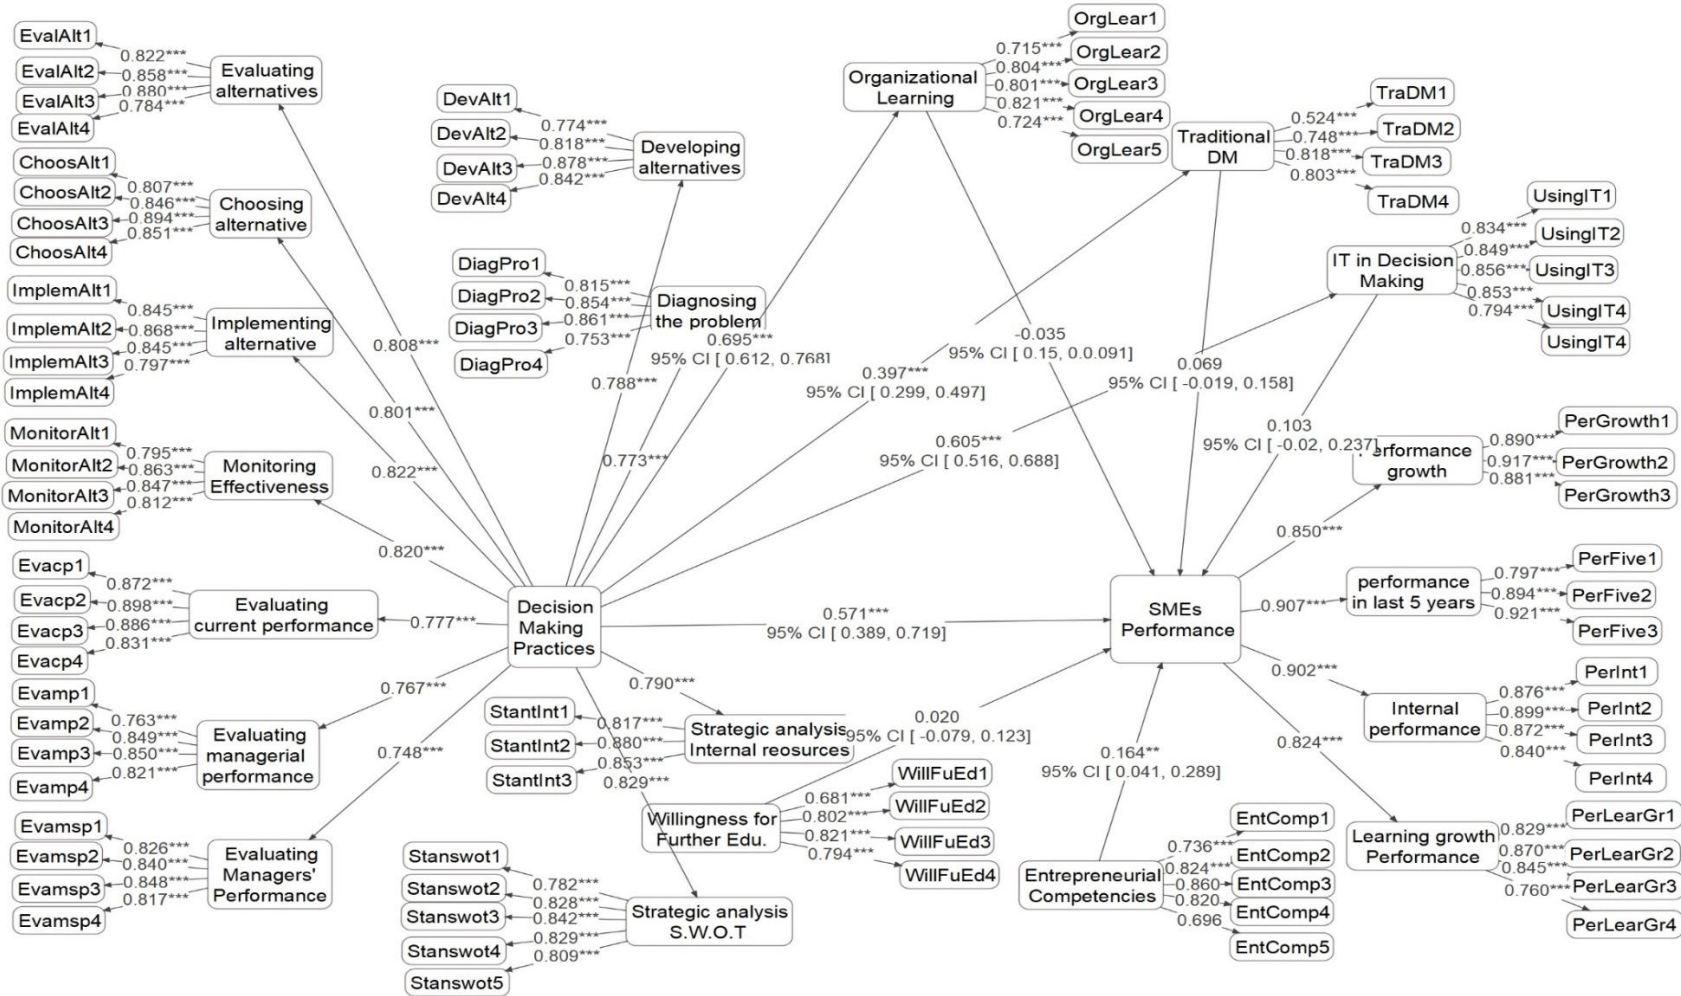 EvalAlt1
EvalAlt2
EvalAlt3
EvalAlt4
0.822***
0.858***
0.880***
0.784***
Evaluating
alternatives
ChoosAlt1
ChoosAlt2
ChoosAlt3
ChoosAlt4
0.807***
0.846***
0.894***
0.851***
Choosing
alternative
ImplemAlt1
ImplemAlt2
ImplemAlt3
ImplemAlt4
0.845***
0.868***
0.845***
0.797***
Implementing
alternative
MonitorAlt1
MonitorAlt2
MonitorAlt3
MonitorAlt4
0.795***
0.863***
0.847***
0.812***
Monitoring
Effectiveness
Evacp1
Evacp2
Evacp3
Evacp4
0.872***
0.898***
0.886***
0.831***
Evaluating
current performance
Evamp1
Evamp2
Evamp3
Evamp4
0.763***
0.849***
0.850***
0.821***
Evaluating
managerial
performance
Evamsp1
Evamsp2
Evamsp3
Evamsp4
0.826***
0.840***
0.848***
0.817***
Evaluating
Managers'
Performance
DevAlt1
DevAlt2
DevAlt3
DevAlt4
0.774***
0.818***
0.878***
0.842***
Developing
alternatives
DiagPro1
DiagPro2
DiagPro3
DiagPro4
0.815***
0.854***
0.861***
0.753***
Diagnosing
the problem
0.695***
95% CI [0.612, 0.768]
0.808***
0.801***
0.822***
0.820***
0.777***
0.767***
0.748***
0.788***
0.773***
0.790***
0.829***
Decision
Making
Practices
StantInt1
StantInt2
StantInt3
0.817***
0.880***
0.853***
Strategic analysis
Internal reosurces
Stanswot1
Stanswot2
Stanswot3
Stanswot4
Stanswot5
0.782***
0.828***
0.842***
0.829***
0.809***
Strategic analysis
S.W.O.T
Organizational
Learning
0.715***
0.804***
0.801***
0.821***
0.724***
OrgLear1
OrgLear2
OrgLear3
OrgLear4
OrgLear5
Traditional
DM
0.524***
0.748***
0.818***
0.803***
TraDM1
TraDM2
TraDM3
TraDM4
IT in Decision
Making
0.834***
0.849***
0.856***
0.853***
0.794***
UsingIT1
UsingIT2
UsingIT3
UsingIT4
UsingIT4
-0.035
95% CI [ 0.15, 0.0.091]
0.397***
95% CI [ 0.299, 0.497]
0.069
95% CI [ -0.019, 0.158]
0.605***
95% CI [ 0.516, 0.688]
0.103
95% CI [ -0.02, 0.237]
0.571***
95% CI [ 0.389, 0.719]
0.020
95% CI [ -0.079, 0.123]
0.164**
95% CI [ 0.041, 0.289]
SMEs
Performance
0.850***
0.907***
0.902***
0.824***
Performance
growth
0.890***
0.917***
0.881***
PerGrowth1
PerGrowth2
PerGrowth3
performance
in last 5 years
0.797***
0.894***
0.921***
PerFive1
PerFive2
PerFive3
Internal
performance
0.876***
0.899***
0.872***
0.840***
PerInt1
PerInt2
PerInt3
PerInt4
Learning growth
Performance
0.829***
0.870***
0.845***
0.760***
PerLearGr1
PerLearGr2
PerLearGr3
PerLearGr4
Willingness for
Further Edu.
0.681***
0.802***
0.821***
0.794***
WillFuEd1
WillFuEd2
WillFuEd3
WillFuEd4
Entrepreneurial
Competencies
0.736***
0.824***
0.860
0.820
0.696
EntComp1
EntComp2
EntComp3
EntComp4
EntComp5